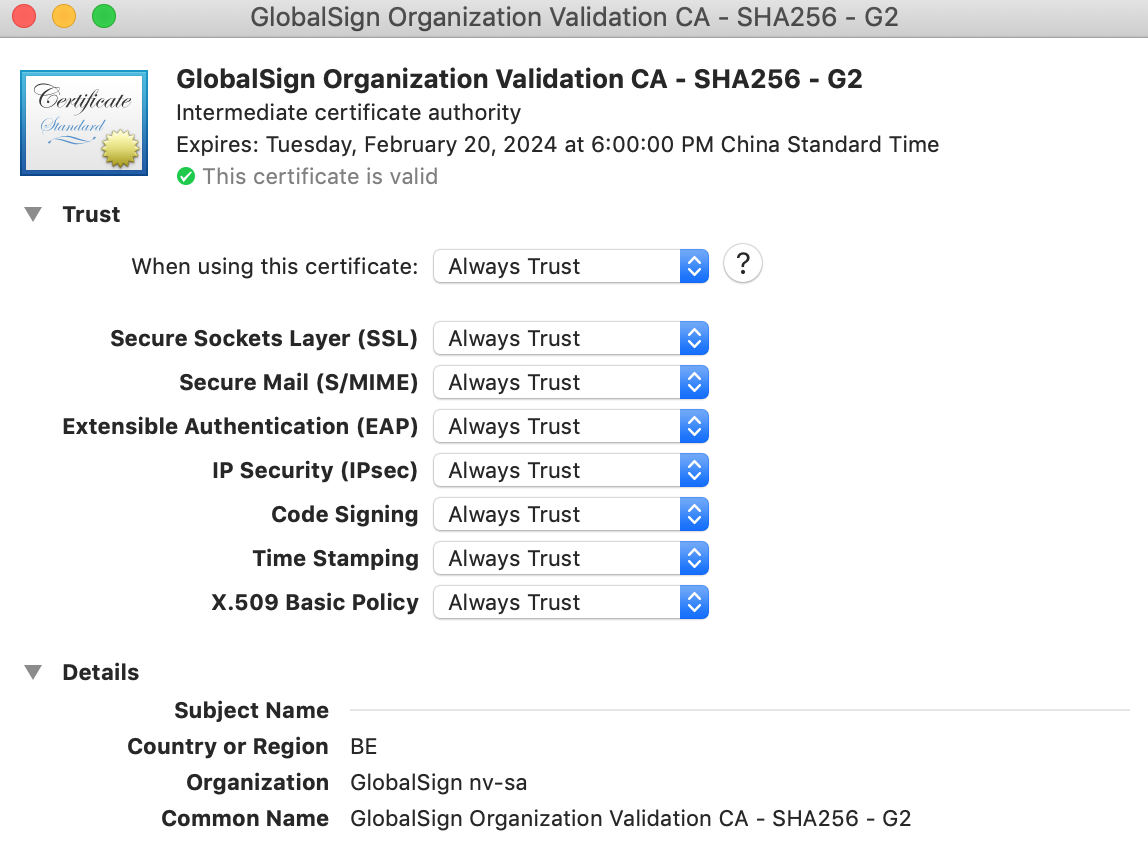 GlobalSign Organization Validation CA - SHA256 - G2
Certificate
Standard
GlobalSign Organization Validation CA - SHA256 - G2
Intermediate certificate authority
Expires: Tuesday, February 20, 2024 at 6:00:00 PM China Standard Time
This certificate is valid
Trust
When using this certificate: Always Trust ?
Secure Sockets Layer (SSL) Always Trust
Secure Mail (S/MIME) Always Trust
Extensible Authentication (EAP) Always Trust
IP Security (IPsec) Always Trust
Code Signing Always Trust
Time Stamping Always Trust
X.509 Basic Policy Always Trust
Details
Subject Name
Country or Region BE
Organization GlobalSign nv-sa
Common Name GlobalSign Organization Validation CA - SHA256 - G2